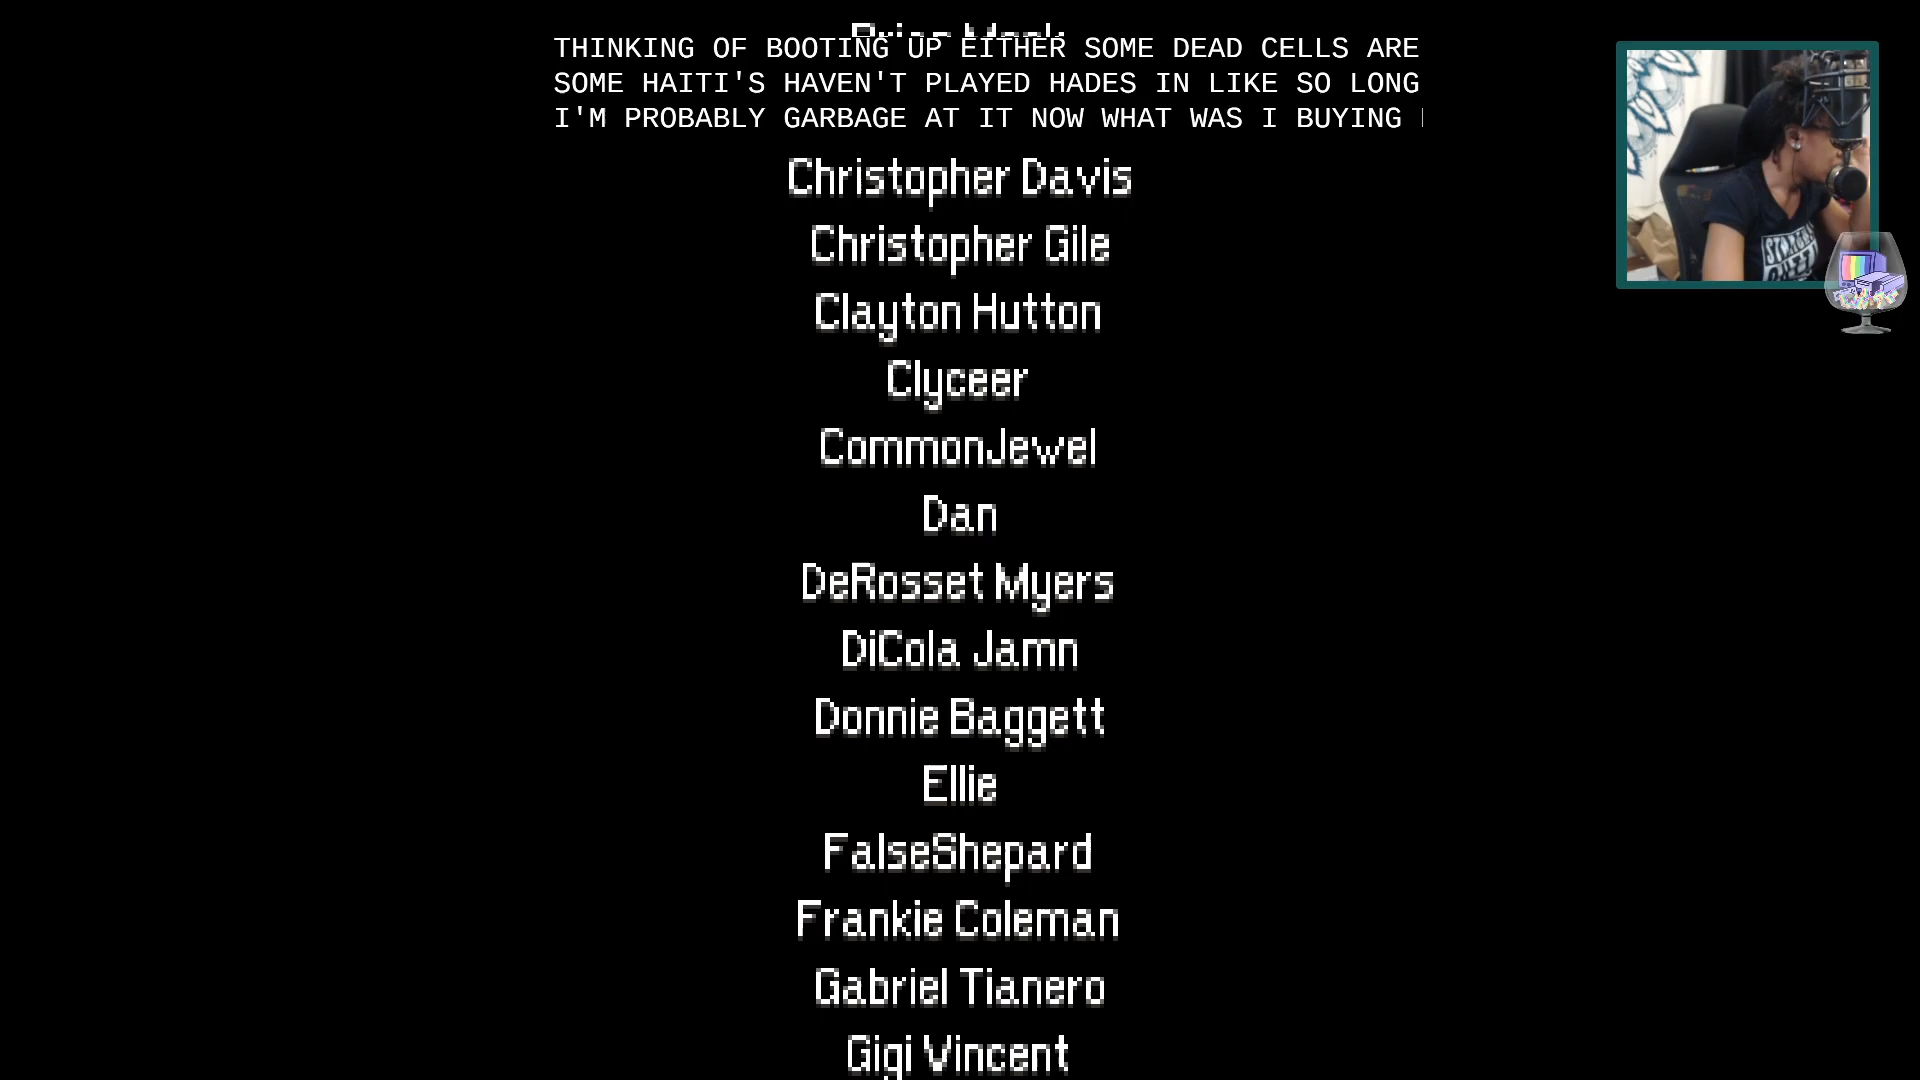 THINKING OF BOOTING UP EITHER SOME DEAD CELLS ARE
SOME HAITI'S HAVEN'T PLAYED HADES IN LIKE SO LONG
I'M PROBABLY GARBAGE AT IT NOW WHAT WAS I BUYING
Christopher Davis
Christopher Gile
Clayton Hutton
Clyceer
CommonJewel
Dan
DeRosset Myers
DiCola Jamn
Donnie Baggett
Ellie
FalseShepard
Frankie Coleman
Gabriel Tianero
Gigi Vincent